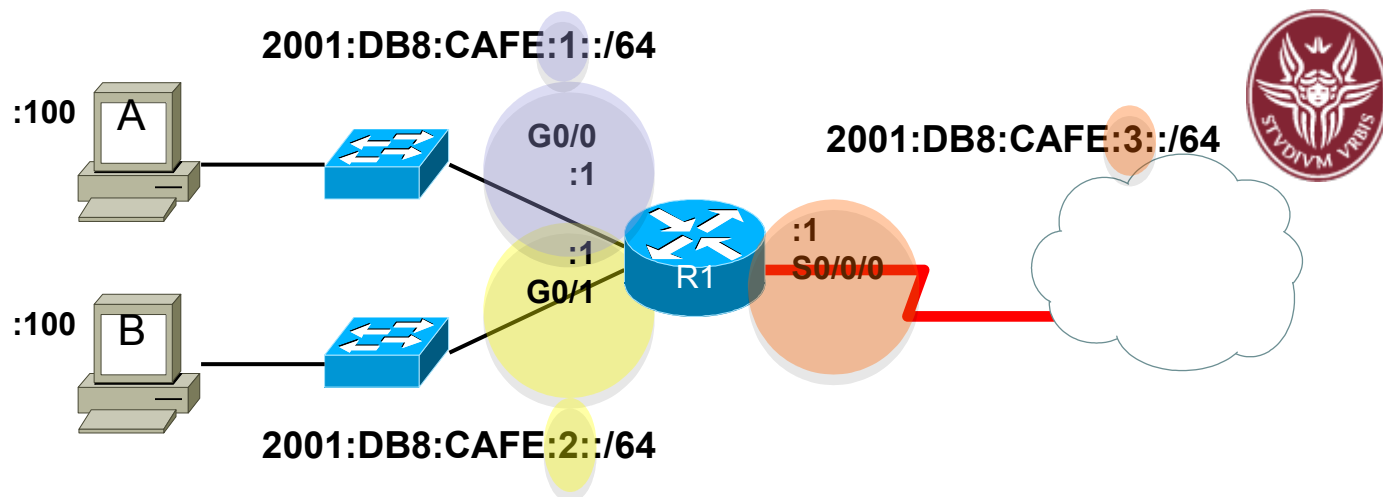 2001:DB8:CAFE:1::/64
:100
A
G0/0
:1
2001:DB8:CAFE:3::/64
STVDIVM VRBIS
:1
G0/1
R1
:1
S0/0/0
:100
B
2001:DB8:CAFE:2::/64